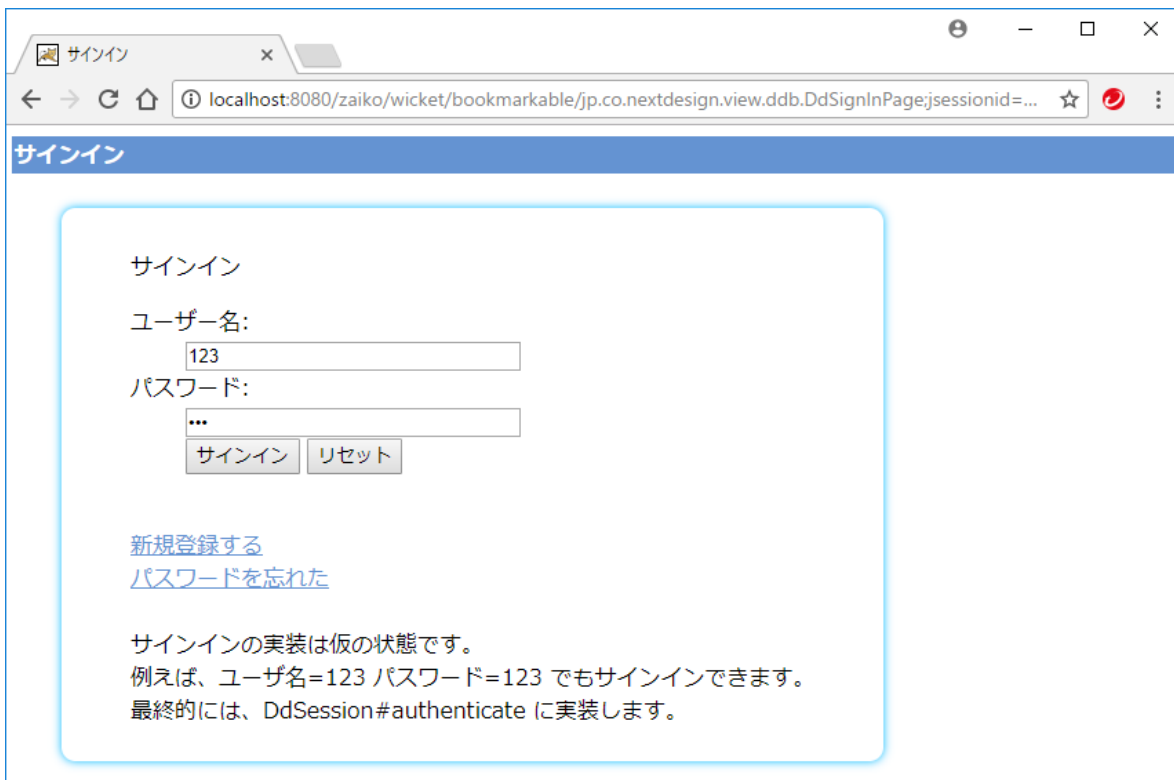 サインイン
localhost:8080/zaiko/wicket/bookmarkable/jp.co.nextdesign.view.ddb.DdSignInPage;jsessionid=...
サインイン
サインイン
ユーザー名:
123
パスワード:
•••
サインイン リセット
新規登録する
パスワードを忘れた
サインインの実装は仮の状態です。
例えば、ユーザ名=123 パスワード=123 でもサインインできます。
最終的には、DdSession#authenticate に実装します。